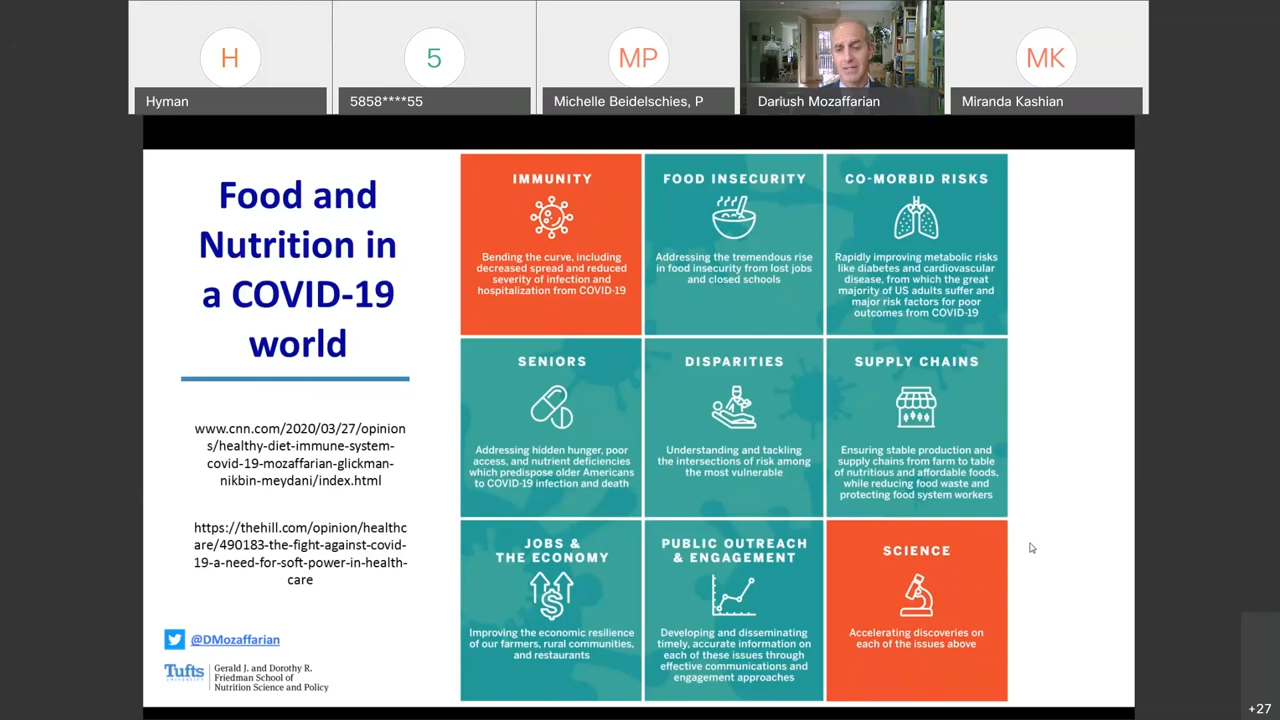 H
5
MP
MK
Hyman
5858****55
Michelle Beidelschies, P
Dariush Mozaffarian
Miranda Kashian
Food and
Nutrition in
a COVID-19
world
www.cnn.com/2020/03/27/opinion
s/healthy-diet-immune-system-
covid-19-mozaffarian-glickman-
nikbin-meydani/index.html
https://thehill.com/opinion/healthc
are/490183-the-fight-against-covid-
19-a-need-for-soft-power-in-health-
care
@DMozaffarian
Tufts
UNIVERSITY
Gerald J. and Dorothy R.
Friedman School of
Nutrition Science and Policy
IMMUNITY
Bending the curve, including
decreased spread and reduced
severity of infection and
hospitalization from COVID-19
FOOD INSECURITY
Addressing the tremendous rise
in food insecurity from lost jobs
and closed schools
CO-MORBID RISKS
Rapidly improving metabolic risks
like diabetes and cardiovascular
disease, from which the great
majority of US adults suffer and
major risk factors for poor
outcomes from COVID-19
SENIORS
Addressing hidden hunger, poor
access, and nutrient deficiencies
which predispose older Americans
to COVID-19 infection and death
DISPARITIES
Understanding and tackling
the intersections of risk among
the most vulnerable
SUPPLY CHAINS
Ensuring stable production and
supply chains from farm to table
of nutritious and affordable foods,
while reducing food waste and
protecting food system workers
JOBS &
THE ECONOMY
Improving the economic resilience
of our farmers, rural communities,
and restaurants
PUBLIC OUTREACH
& ENGAGEMENT
Developing and disseminating
timely, accurate information on
each of these issues through
effective communications and
engagement approaches
SCIENCE
Accelerating discoveries on
each of the issues above
+27